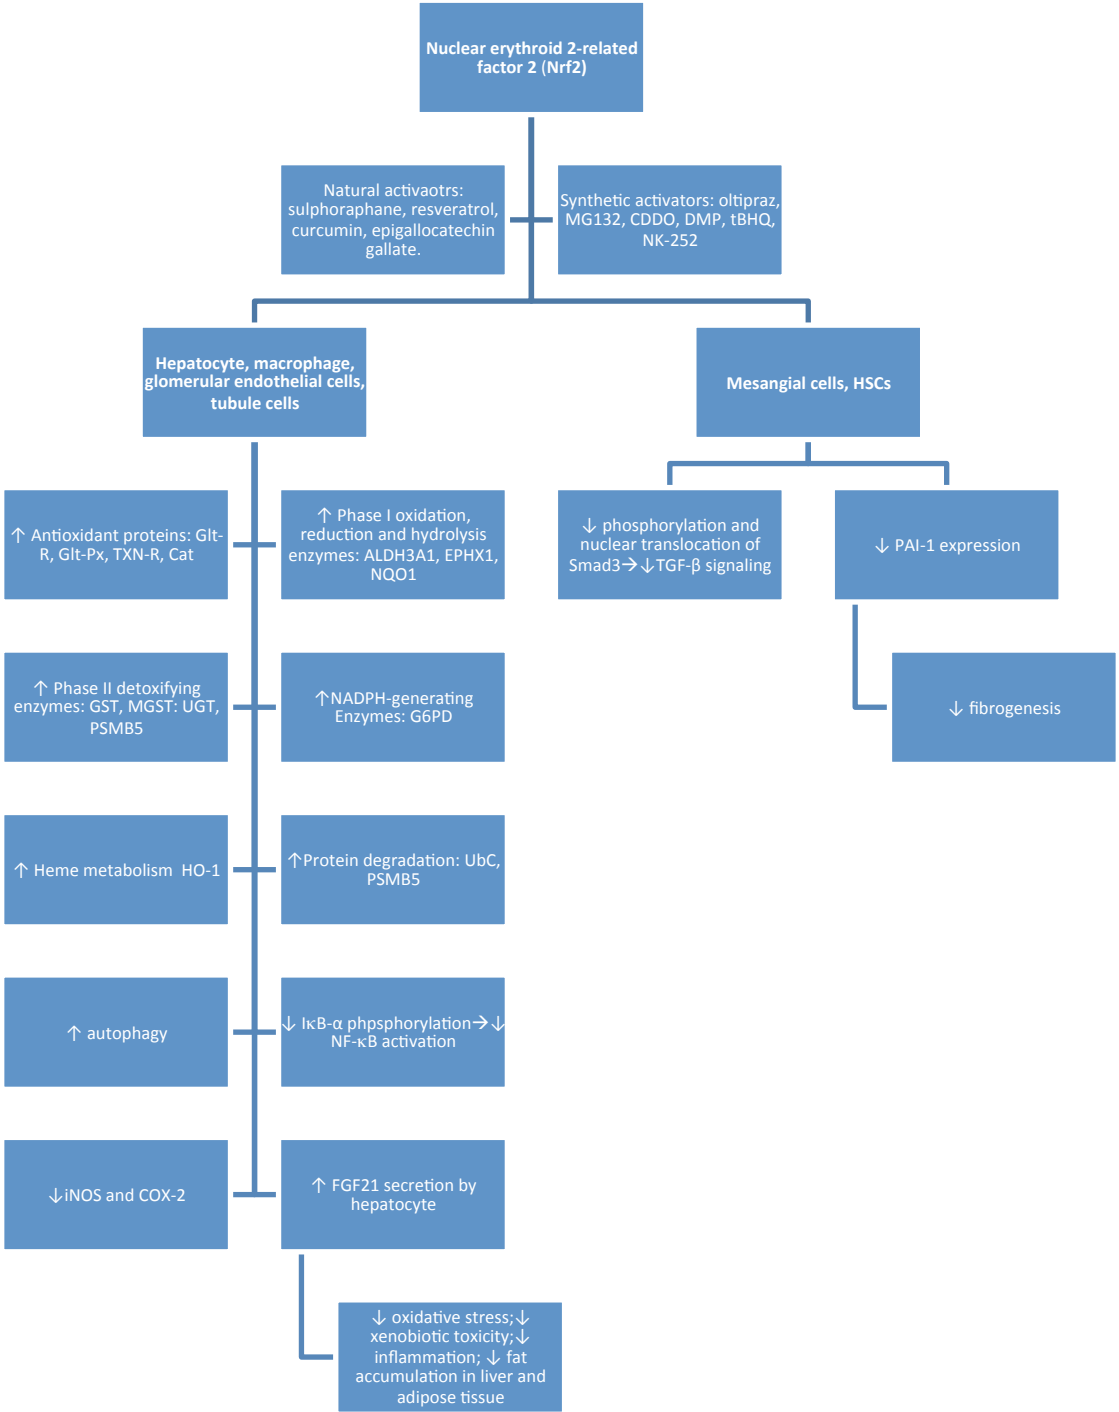 Nuclear erythroid 2-related
factor 2 (Nrf2)
Natural activaotrs:
sulphoraphane, resveratrol,
curcumin, epigallocatechin
gallate.
Synthetic activators: oltipraz,
MG132, CDDO, DMP, tBHQ,
NK-252
Hepatocyte, macrophage,
glomerular endothelial cells,
tubule cells
Mesangial cells, HSCs
↑ Antioxidant proteins: Glt-
R, Glt-Px, TXN-R, Cat
↑ Phase I oxidation,
reduction and hydrolysis
enzymes: ALDH3A1, EPHX1,
NQO1
↓ phosphorylation and
nuclear translocation of
Smad3→↓TGF-β signaling
↓ PAI-1 expression
↑ Phase II detoxifying
enzymes: GST, MGST: UGT,
PSMB5
↑NADPH-generating
Enzymes: G6PD
↓ fibrogenesis
↑ Heme metabolism HO-1
↑Protein degradation: UbC,
PSMB5
↑ autophagy
↓ IκB-α phpsphorylation→↓
NF-κB activation
↓iNOS and COX-2
↑ FGF21 secretion by
hepatocyte
↓ oxidative stress;↓
xenobiotic toxicity;↓
inflammation; ↓ fat
accumulation in liver and
adipose tissue